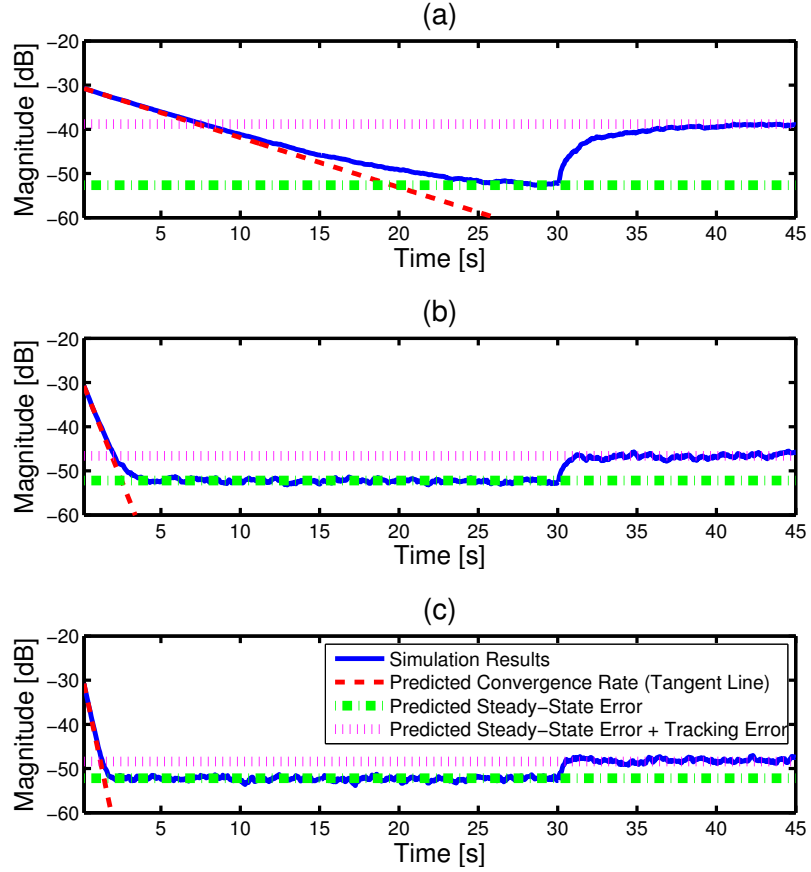 (a)
Magnitude [dB]
−20
−30
−40
−50
−60
5 10 15 20 25 30 35 40 45
Time [s]
(b)
Magnitude [dB]
−20
−30
−40
−50
−60
5 10 15 20 25 30 35 40 45
Time [s]
(c)
Magnitude [dB]
−20
−30
−40
−50
−60
Simulation Results
Predicted Convergence Rate (Tangent Line)
Predicted Steady−State Error
Predicted Steady−State Error + Tracking Error
5 10 15 20 25 30 35 40 45
Time [s]